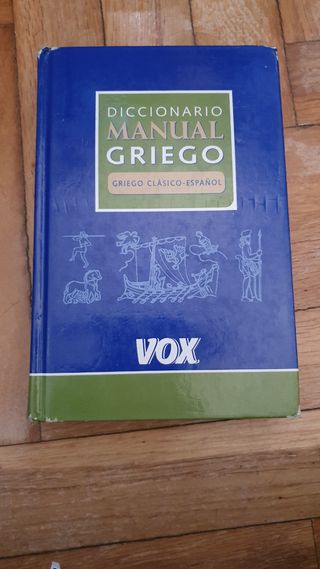 DICCIONARIO
MANUAL
GRIEGO
GRIEGO CLÁSICO-ESPAÑOL
VOX